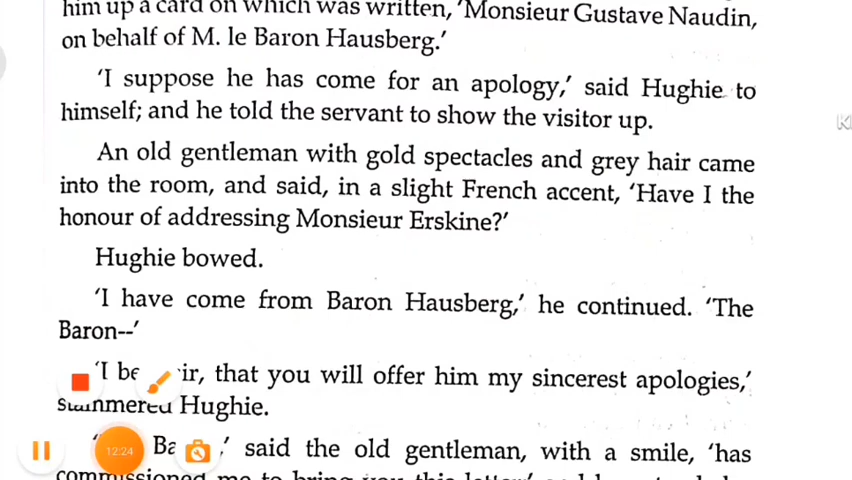 him up a card on which was written, 'Monsieur Gustave Naudin,
on behalf of M. le Baron Hausberg.'
'I suppose he has come for an apology,' said Hughie to
himself; and he told the servant to show the visitor up.
An old gentleman with gold spectacles and grey hair came
into the room, and said, in a slight French accent, 'Have I the
honour of addressing Monsieur Erskine?'
Hughie bowed.
'I have come from Baron Hausberg,' he continued. 'The
Baron--'
'I be ir, that you will offer him my sincerest apologies,'
stammered Hughie.
Ba ,' said the old gentleman, with a smile, 'has
commissioned me to bring you this letter'
12:24